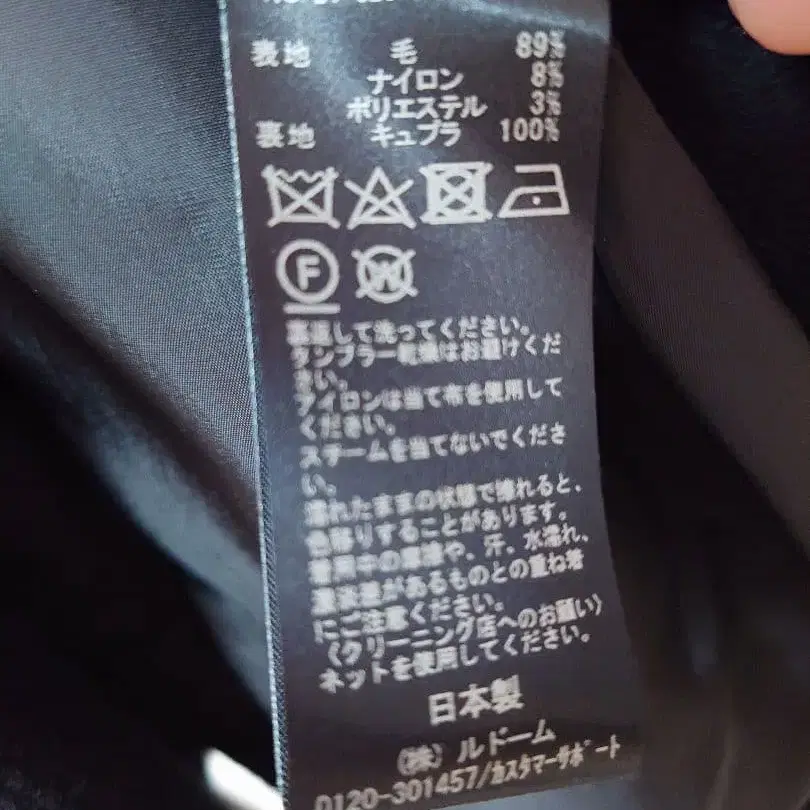 表地 毛 89%
ナイロン 8%
ポリエステル 3%
裏地 キュプラ 100%
F W
裏返して洗ってください。
タンブラー乾燥はお避けくだ
さい。
アイロンは当て布を使用して
ください。
スチームを当てないでくださ
い。
濡れたままの状態で擦れると、
色移りすることがあります。
着用中の摩擦や、汗、水濡れ、
濃淡差があるものとの重ね着
にご注意ください。
〈クリーニング店へのお願い〉
ネットを使用してください。
日本製
(株) ルドーム
0120-301457/カスタマーサポート